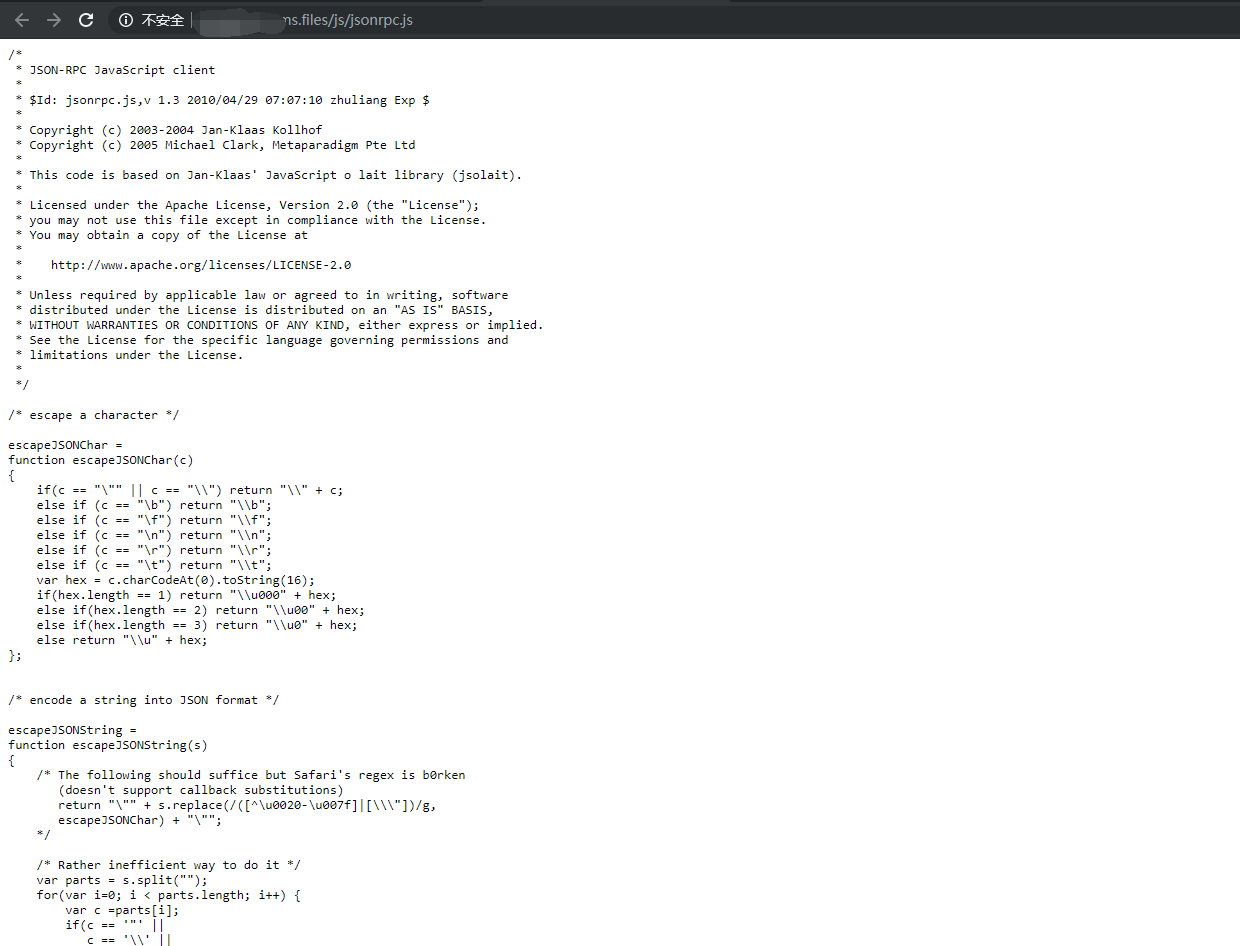 不安全 | ms.files/js/jsonrpc.js
/*
 * JSON-RPC JavaScript client
 *
 * $Id: jsonrpc.js,v 1.3 2010/04/29 07:07:10 zhuliang Exp $
 *
 * Copyright (c) 2003-2004 Jan-Klaas Kollhof
 * Copyright (c) 2005 Michael Clark, Metaparadigm Pte Ltd
 *
 * This code is based on Jan-Klaas' JavaScript o lait library (jsolait).
 *
 * Licensed under the Apache License, Version 2.0 (the "License");
 * you may not use this file except in compliance with the License.
 * You may obtain a copy of the License at
 *
 *    http://www.apache.org/licenses/LICENSE-2.0
 *
 * Unless required by applicable law or agreed to in writing, software
 * distributed under the License is distributed on an "AS IS" BASIS,
 * WITHOUT WARRANTIES OR CONDITIONS OF ANY KIND, either express or implied.
 * See the License for the specific language governing permissions and
 * limitations under the License.
 *
 */
/* escape a character */
escapeJSONChar =
function escapeJSONChar(c)
{
    if(c == "\"" || c == "\\") return "\\" + c;
    else if (c == "\b") return "\\b";
    else if (c == "\f") return "\\f";
    else if (c == "\n") return "\\n";
    else if (c == "\r") return "\\r";
    else if (c == "\t") return "\\t";
    var hex = c.charCodeAt(0).toString(16);
    if(hex.length == 1) return "\\u000" + hex;
    else if(hex.length == 2) return "\\u00" + hex;
    else if(hex.length == 3) return "\\u0" + hex;
    else return "\\u" + hex;
};
/* encode a string into JSON format */
escapeJSONString =
function escapeJSONString(s)
{
    /* The following should suffice but Safari's regex is b0rken
       (doesn't support callback substitutions)
       return "\"" + s.replace(/([^\u0020-\u007f]|[\\\"])/g,
       escapeJSONChar) + "\"";
    */
    /* Rather inefficient way to do it */
    var parts = s.split("");
    for(var i=0; i < parts.length; i++) {
        var c =parts[i];
        if(c == '"' ||
           c == '\\' ||